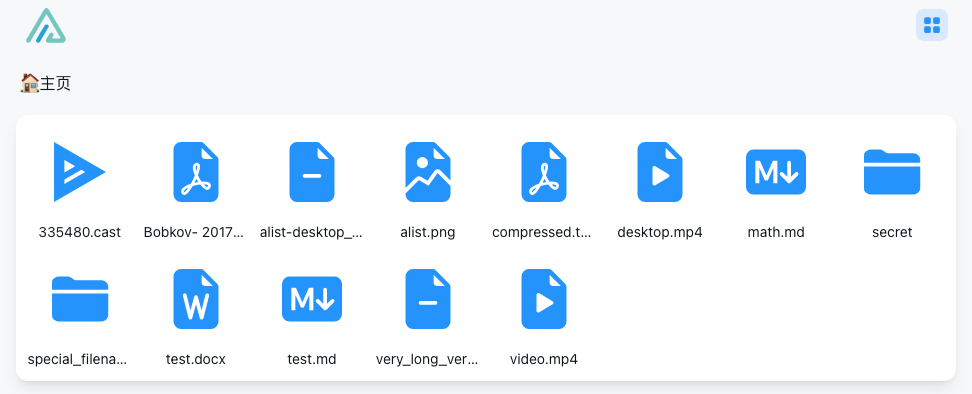 🏠主页
335480.cast Bobkov- 2017... alist-desktop_... alist.png compressed.t... desktop.mp4 math.md secret
special_filena... test.docx test.md very_long_ver... video.mp4